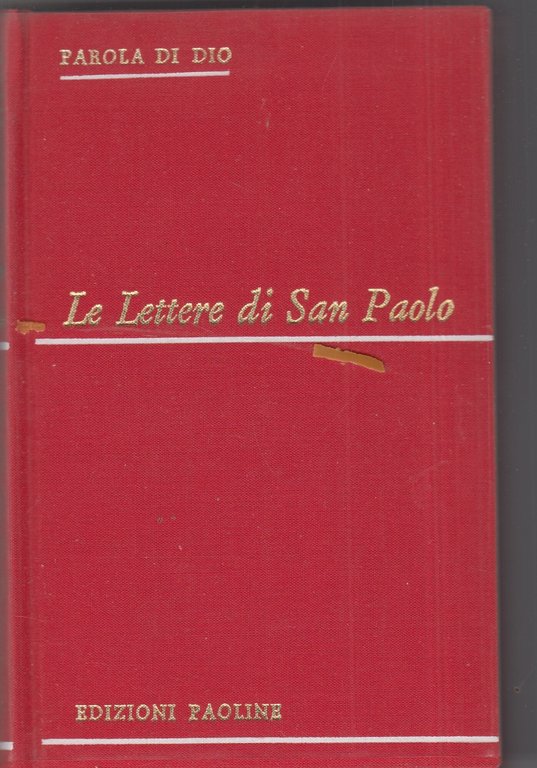 PAROLA DI DIO
Le Lettere di San Paolo
EDIZIONI PAOLINE